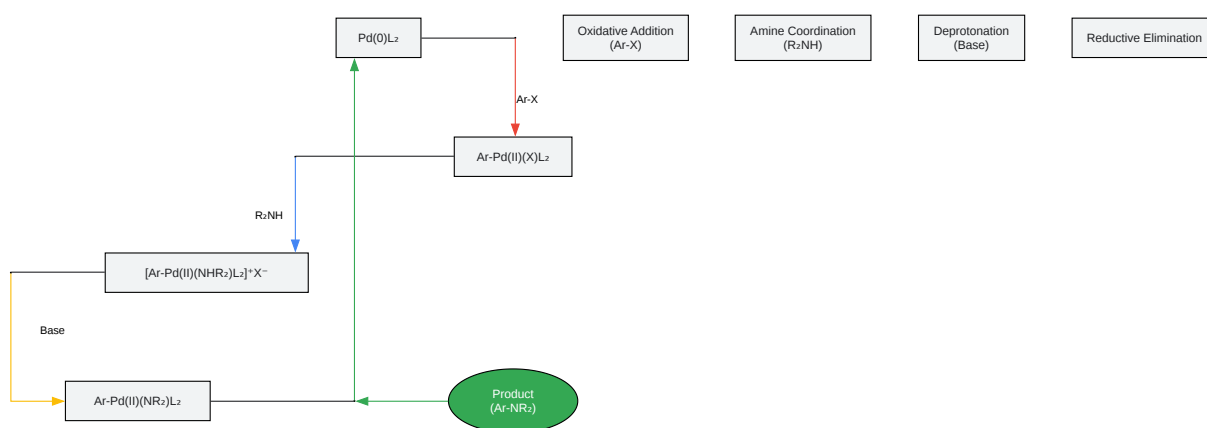 Pd(0)L₂
Oxidative Addition
(Ar-X)
Amine Coordination
(R₂NH)
Deprotonation
(Base)
Reductive Elimination
Ar-X
Ar-Pd(II)(X)L₂
R₂NH
[Ar-Pd(II)(NHR₂)L₂]⁺X⁻
Base
Ar-Pd(II)(NR₂)L₂
Product
(Ar-NR₂)